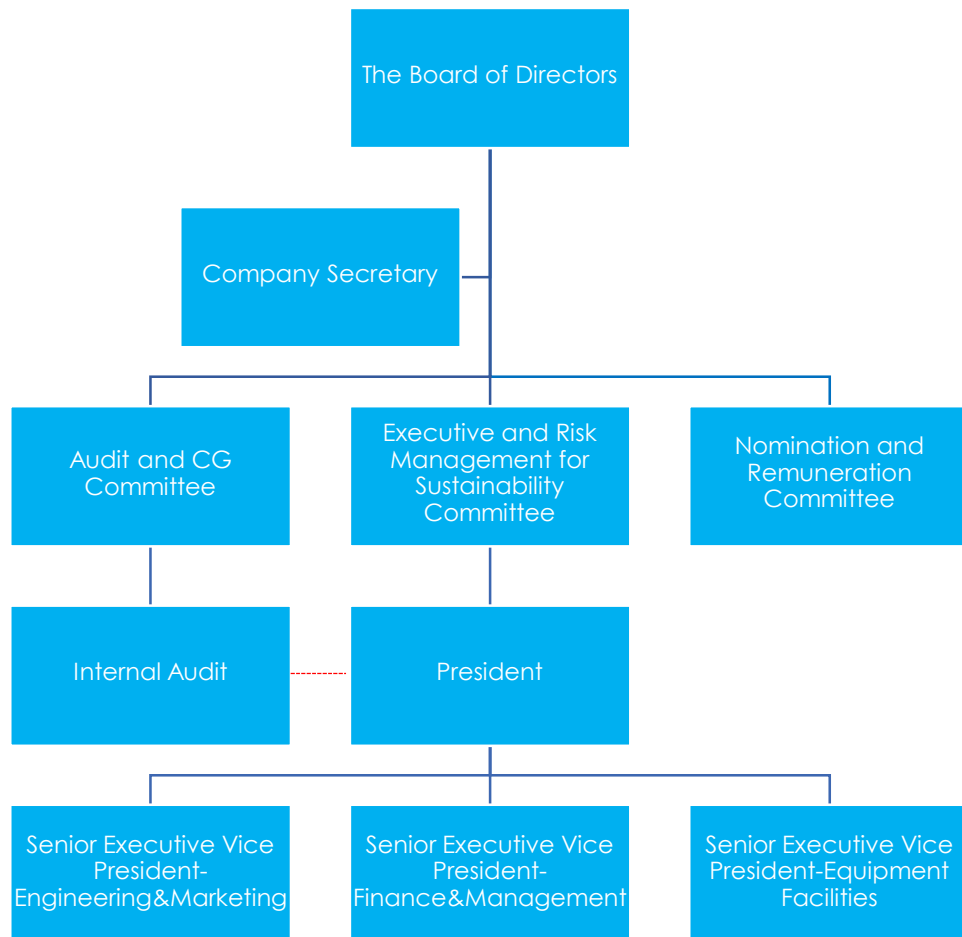 The Board of Directors
Company Secretary
Audit and CG
Committee
Executive and Risk
Management for
Sustainability
Committee
Nomination and
Remuneration
Committee
Internal Audit
President
Senior Executive Vice
President-
Engineering&Marketing
Senior Executive Vice
President-
Finance&Management
Senior Executive Vice
President-Equipment
Facilities